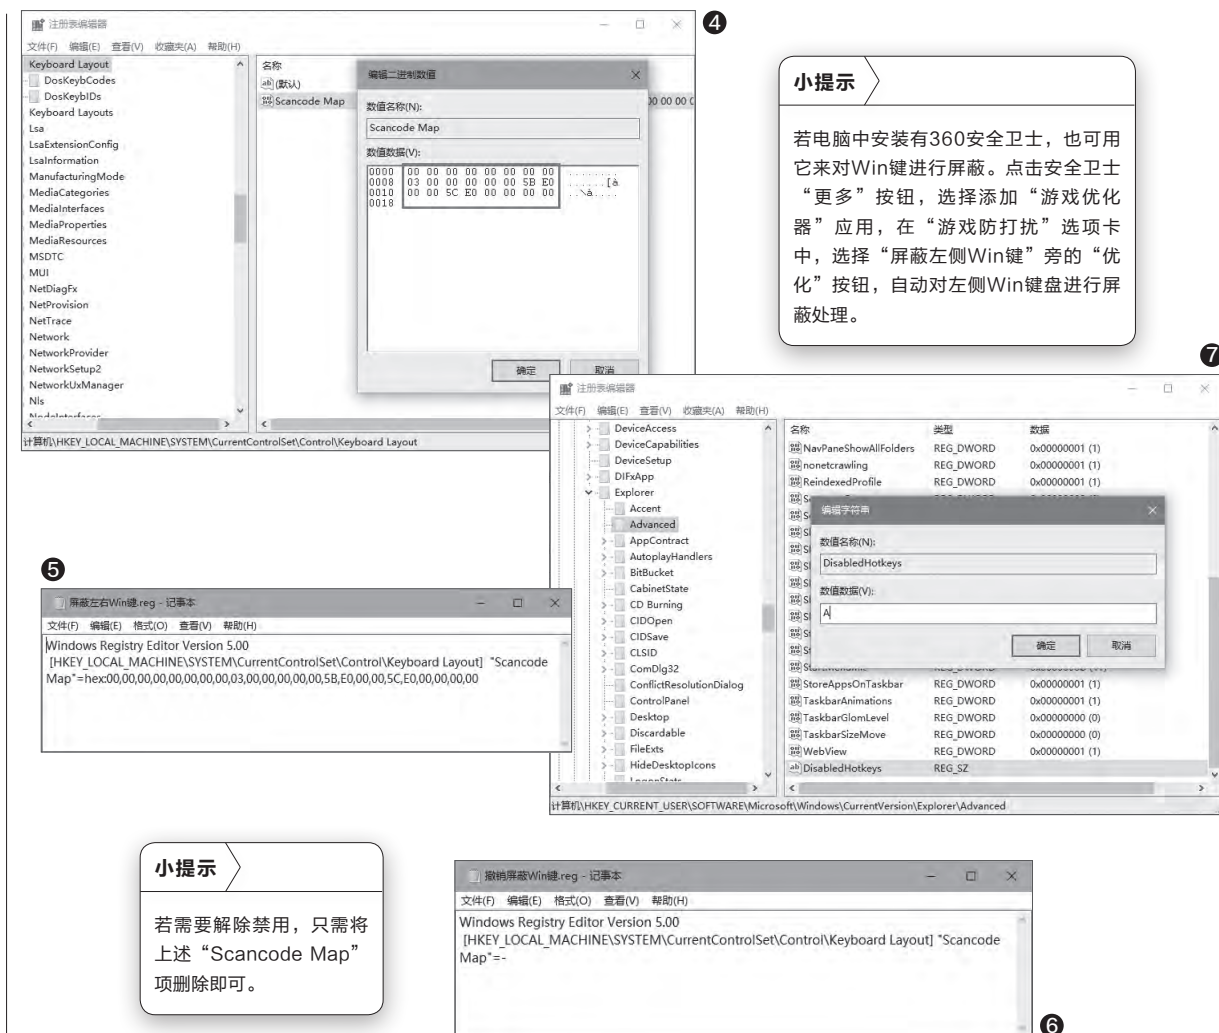 注册表编辑器
❹
文件(F) 编辑(E) 查看(V) 收藏夹(A) 帮助(H)
Keyboard Layout
DosKeybCodes
DosKeybIDs
Keyboard Layouts
Lsa
LsaExtensionConfig
LsaInformation
ManufacturingMode
MediaCategories
MediaInterfaces
MediaProperties
MediaResources
MSDTC
MUI
NetDiagFx
NetProvision
NetTrace
Network
NetworkProvider
NetworkSetup2
NetworkUxManager
Nls
名称
(默认)
Scancode Map
编辑二进制数值
数值名称(N):
Scancode Map
数值数据(V):
0000 00 00 00 00 00 00 00 00 ........
0008 03 00 00 00 00 00 5B E0 ......[à
0010 00 00 5C E0 00 00 00 00 ..\à....
0018
确定 取消
计算机\HKEY_LOCAL_MACHINE\SYSTEM\CurrentControlSet\Control\Keyboard Layout
小提示
若电脑中安装有360安全卫士，也可用
它来对Win键进行屏蔽。点击安全卫士
“更多”按钮，选择添加“游戏优化
器”应用，在“游戏防打扰”选项卡
中，选择“屏蔽左侧Win键”旁的“优
化”按钮，自动对左侧Win键盘进行屏
蔽处理。
❼
注册表编辑器
文件(F) 编辑(E) 查看(V) 收藏夹(A) 帮助(H)
DeviceAccess
DeviceCapabilities
DeviceSetup
DIFxApp
Explorer
Accent
Advanced
AppContract
AutoplayHandlers
BitBucket
CabinetState
CD Burning
CIDOpen
CIDSave
CLSID
ComDlg32
ConflictResolutionDialog
ControlPanel
Desktop
Discardable
FileExts
HideDesktopIcons
名称 类型 数据
NavPaneShowAllFolders REG_DWORD 0x00000001 (1)
nonetcrawling REG_DWORD 0x00000001 (1)
ReindexedProfile REG_DWORD 0x00000001 (1)
编辑字符串
数值名称(N):
DisabledHotkeys
数值数据(V):
A
确定 取消
StoreAppsOnTaskbar REG_DWORD 0x00000001 (1)
TaskbarAnimations REG_DWORD 0x00000001 (1)
TaskbarGlomLevel REG_DWORD 0x00000000 (0)
TaskbarSizeMove REG_DWORD 0x00000000 (0)
WebView REG_DWORD 0x00000001 (1)
DisabledHotkeys REG_SZ
计算机\HKEY_CURRENT_USER\SOFTWARE\Microsoft\Windows\CurrentVersion\Explorer\Advanced
❺
屏蔽左右Win键.reg - 记事本
文件(F) 编辑(E) 格式(O) 查看(V) 帮助(H)
Windows Registry Editor Version 5.00
[HKEY_LOCAL_MACHINE\SYSTEM\CurrentControlSet\Control\Keyboard Layout] "Scancode
Map"=hex:00,00,00,00,00,00,00,00,03,00,00,00,00,00,5B,E0,00,00,5C,E0,00,00,00,00
小提示
若需要解除禁用，只需将
上述“Scancode Map”
项删除即可。
撤销屏蔽Win键.reg - 记事本
文件(F) 编辑(E) 格式(O) 查看(V) 帮助(H)
Windows Registry Editor Version 5.00
[HKEY_LOCAL_MACHINE\SYSTEM\CurrentControlSet\Control\Keyboard Layout] "Scancode
Map"=-
❻